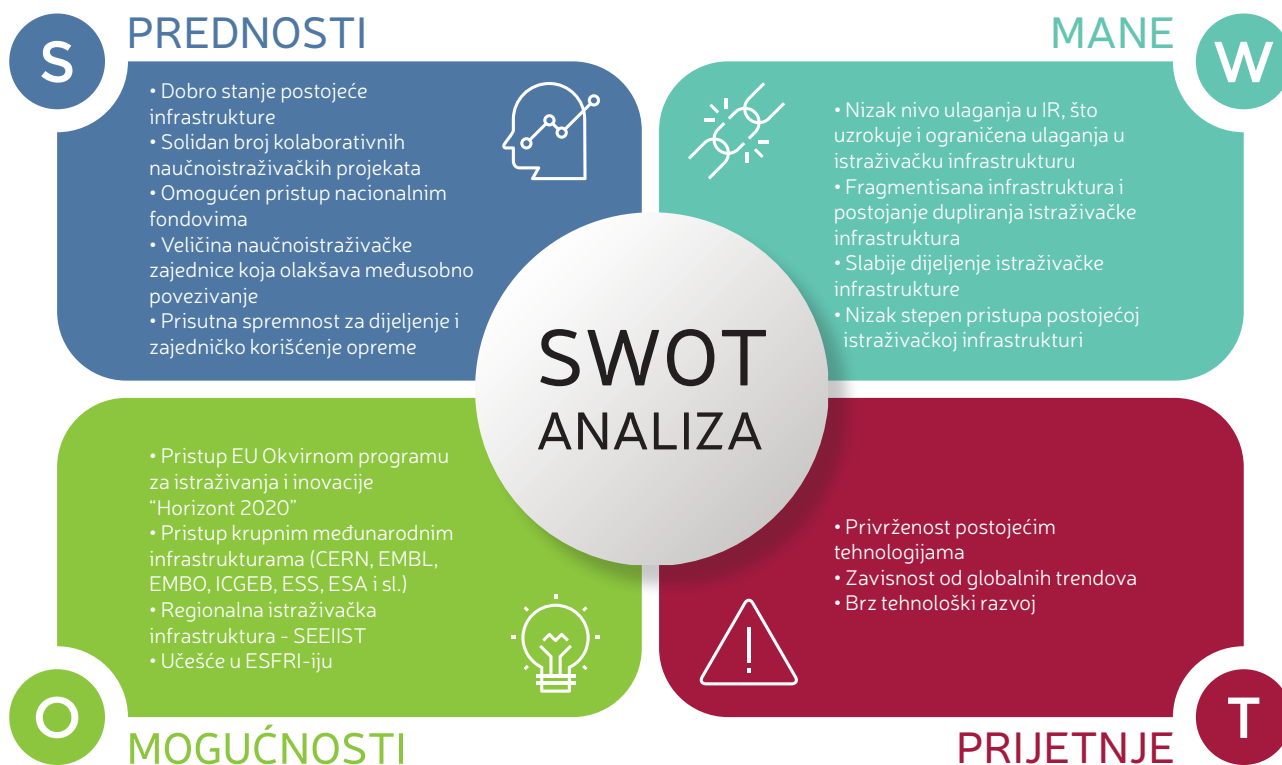 S
PREDNOSTI
• Dobro stanje postojeće
infrastrukture
• Solidan broj kolaborativnih
naučnoistraživačkih projekata
• Omogućen pristup nacionalnim
fondovima
• Veličina naučnoistraživačke
zajednice koja olakšava međusobno
povezivanje
• Prisutna spremnost za dijeljenje i
zajedničko korišćenje opreme
MANE
W
• Nizak nivo ulaganja u IR, što
uzrokuje i ograničena ulaganja u
istraživačku infrastrukturu
• Fragmentisana infrastruktura i
postojanje dupliranja istraživačke
infrastruktura
• Slabije dijeljenje istraživačke
infrastrukture
• Nizak stepen pristupa postojećoj
istraživačkoj infrastrukturi
SWOT
ANALIZA
• Pristup EU Okvirnom programu
za istraživanja i inovacije
“Horizont 2020”
• Pristup krupnim međunarodnim
infrastrukturama (CERN, EMBL,
EMBO, ICGEB, ESS, ESA i sl.)
• Regionalna istraživačka
infrastruktura - SEEIIST
• Učešće u ESFRI-iju
O
MOGUĆNOSTI
• Privrženost postojećim
tehnologijama
• Zavisnost od globalnih trendova
• Brz tehnološki razvoj
PRIJETNJE
T